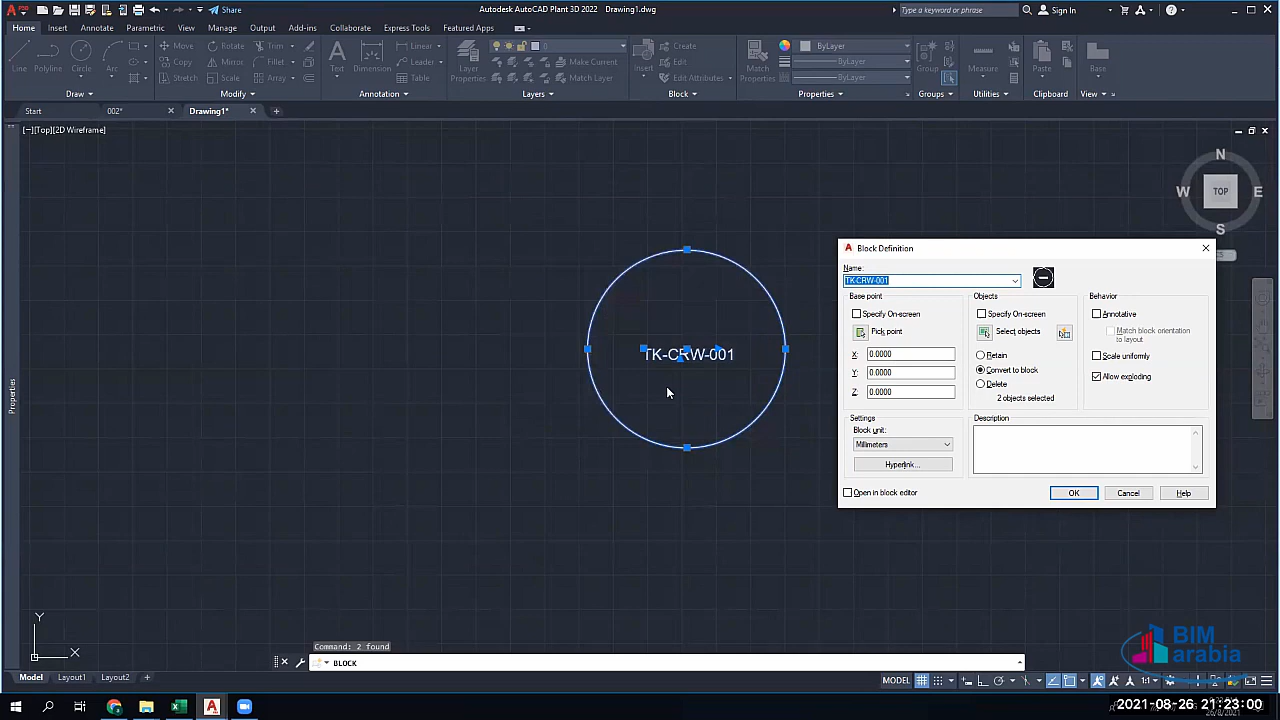 Share
Autodesk AutoCAD Plant 3D 2022
Drawing1.dwg
Type a keyword or phrase
Sign In
Home
Insert
Annotate
Parametric
View
Manage
Output
Add-ins
Collaborate
Express Tools
Featured Apps
Line
Polyline
Circle
Arc
Move
Rotate
Trim
Copy
Mirror
Fillet
Stretch
Scale
Array
Text
Dimension
Linear
Leader
Table
Layer
Properties
0
Make Current
Match Layer
Insert
Create
Edit
Edit Attributes
Match
Properties
ByLayer
ByLayer
ByLayer
Group
Measure
Paste
Base
Draw
Modify
Annotation
Layers
Block
Properties
Groups
Utilities
Clipboard
View
Start
002*
Drawing1*
[−][Top][2D Wireframe]
N
W
TOP
E
S
Properties
TK-CRW-001
Block Definition
Name:
TK-CRW-001
Base point
Specify On-screen
Pick point
X:
0.0000
Y:
0.0000
Z:
0.0000
Objects
Specify On-screen
Select objects
Retain
Convert to block
Delete
2 objects selected
Behavior
Annotative
Match block orientation
to layout
Scale uniformly
Allow exploding
Settings
Block unit:
Millimeters
Hyperlink...
Description
Open in block editor
OK
Cancel
Help
Y
X
Command: 2 found
BLOCK
BIM
arabia
Model
Layout1
Layout2
MODEL
1:1
2021-08-26 21:23:00